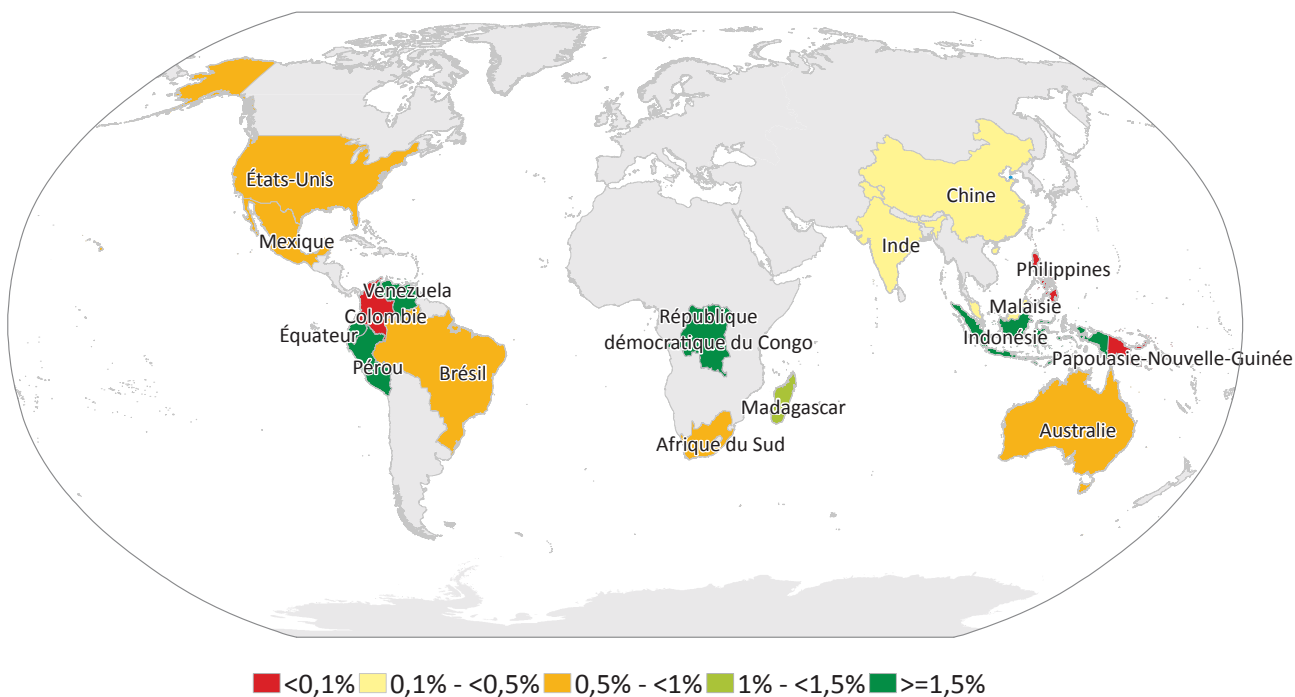 États-Unis
Mexique
Venezuela
Colombie
Équateur
Pérou
Brésil
République
démocratique du Congo
Madagascar
Afrique du Sud
Chine
Inde
Philippines
Malaisie
Indonésie
Papouasie-Nouvelle-Guinée
Australie
<0,1% 0,1% - <0,5% 0,5% - <1% 1% - <1,5% >=1,5%